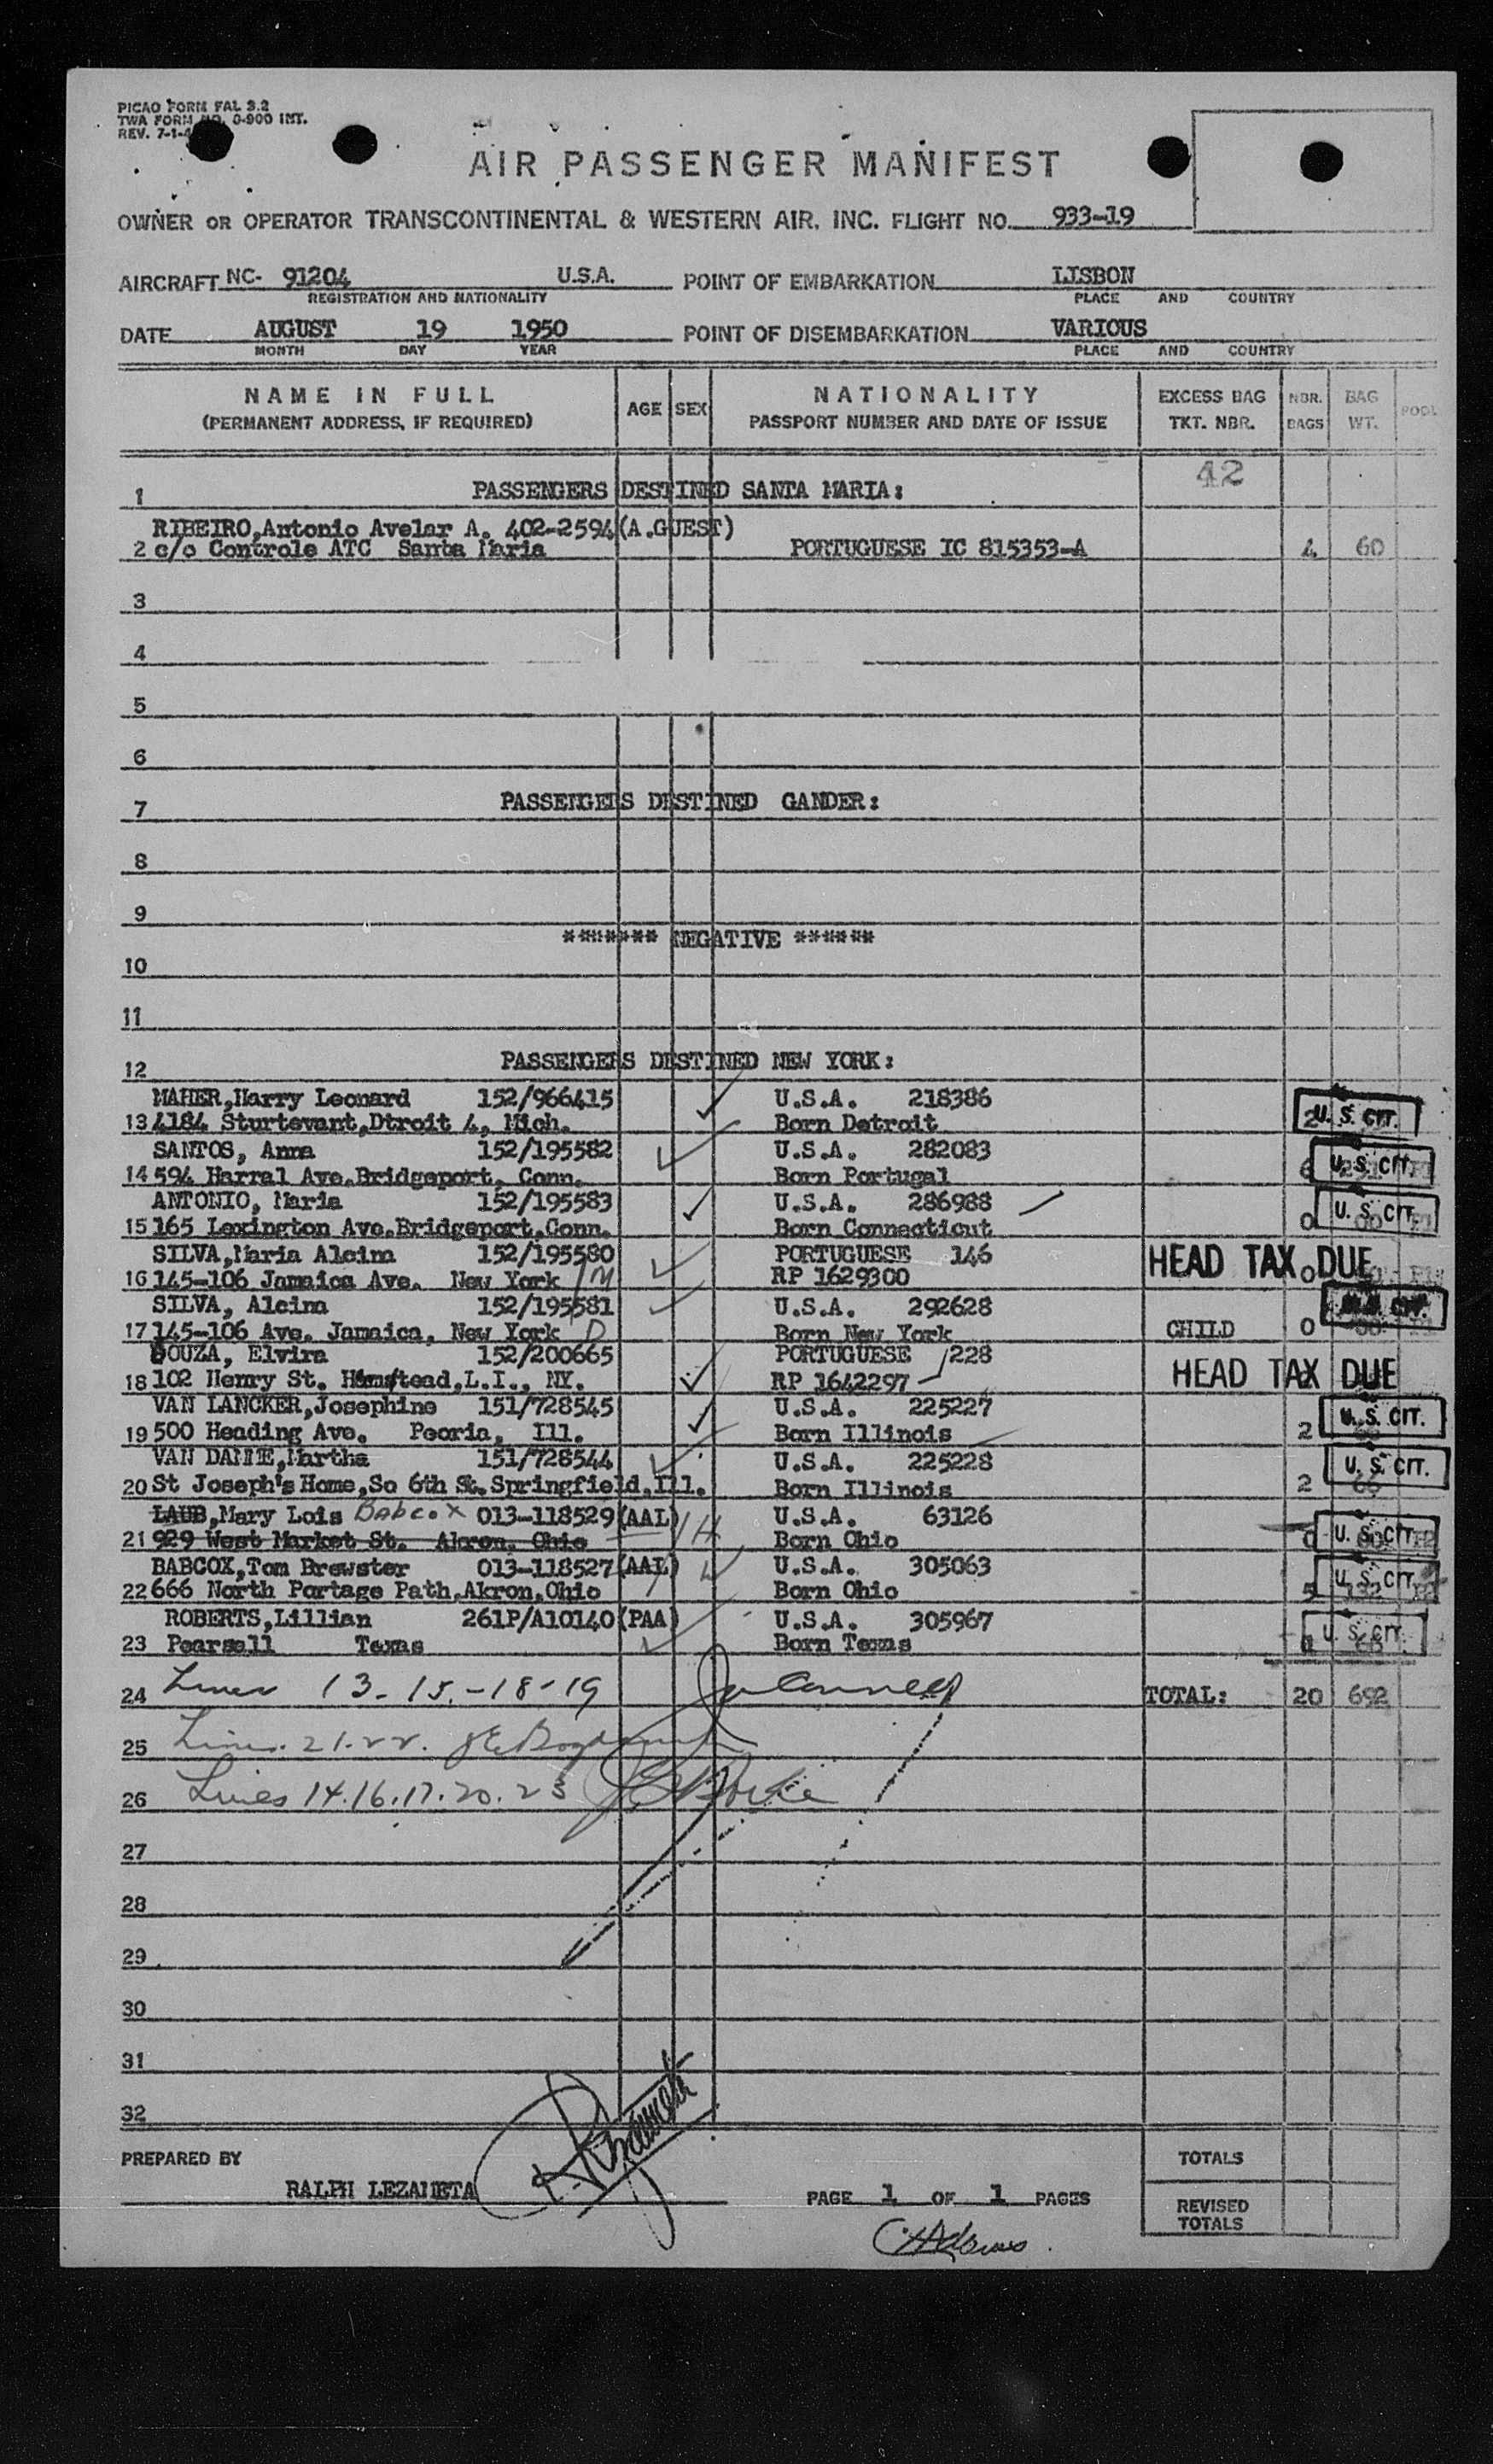 PICAO FORM FAL 3.2
TWA FORM NO. 0-900 INT.
REV. 7-1-4
AIR PASSENGER MANIFEST
OWNER OR OPERATOR TRANSCONTINENTAL & WESTERN AIR, INC. FLIGHT NO. 933-19
AIRCRAFT NC- 91204 U.S.A. POINT OF EMBARKATION LISBON
REGISTRATION AND NATIONALITY PLACE AND COUNTRY
DATE AUGUST 19 1950 POINT OF DISEMBARKATION VARIOUS
MONTH DAY YEAR PLACE AND COUNTRY
NAME IN FULL AGE SEX NATIONALITY EXCESS BAG NBR. BAG POOL
(PERMANENT ADDRESS, IF REQUIRED) PASSPORT NUMBER AND DATE OF ISSUE TKT. NBR. BAGS WT.
42
1 PASSENGERS DESTINED SANTA MARIA:
RIBEIRO,Antonio Avelar A. 402-2594(A.GUEST)
2 c/o Controle ATC Santa Maria PORTUGUESE IC 815353-A 4 60
3
4
5
6
7 PASSENGERS DESTINED GANDER:
8
9
******* NEGATIVE ******
10
11
12 PASSENGERS DESTINED NEW YORK:
MAHER,Harry Leonard 152/966415 U.S.A. 218386
13 4184 Sturtevant,Dtroit 4, Mich. Born Detroit 2 U. S. CIT.
SANTOS, Anna 152/195582 U.S.A. 282083
14 594 Harral Ave.Bridgeport, Conn. Born Portugal 6 U. S. CIT.
ANTONIO, Maria 152/195583 U.S.A. 286988
15 165 Lexington Ave.Bridgeport,Conn. Born Connecticut 0 U. S. CIT.
SILVA,Maria Alcina 152/195580 PORTUGUESE 146 HEAD TAX DUE
16 145-106 Jamaica Ave. New York M RP 1629300 0
SILVA, Alcina 152/195581 U.S.A. 292628 U. S. CIT.
17 145-106 Ave. Jamaica, New York D Born New York CHILD 0
SOUZA, Elvira 152/200665 PORTUGUESE 228
18 102 Henry St. Hemstead,L.I., NY. RP 1642297 HEAD TAX DUE
VAN LANCKER,Josephine 151/728545 U.S.A. 225227 U. S. CIT.
19 500 Heading Ave. Peoria, Ill. Born Illinois 2
VAN DAMME,Martha 151/728544 U.S.A. 225228 U. S. CIT.
20 St Joseph's Home,So 6th St.Springfield,Ill. Born Illinois 2 66
LAUB,Mary Lois Babcox 013-118529(AAL) U.S.A. 63126
21 929 West Market St. Akron, Ohio Born Ohio 0 U. S. CIT.
BABCOX,Tom Brewster 013-118527(AAL) U.S.A. 305063 U. S. CIT.
22 666 North Portage Path,Akron,Ohio Born Ohio 5
ROBERTS,Lillian 261P/A10140(PAA) U.S.A. 305967 U. S. CIT.
23 Pearsall Texas Born Texas
24 Lines 13-15-18-19 TOTAL: 20 692
25 Lines 21.22.
26 Lines 14.16.17.20.23
27
28
29
30
31
32
PREPARED BY TOTALS
RALPH LEZAMETA PAGE 1 OF 1 PAGES
REVISED
TOTALS
CHAdams